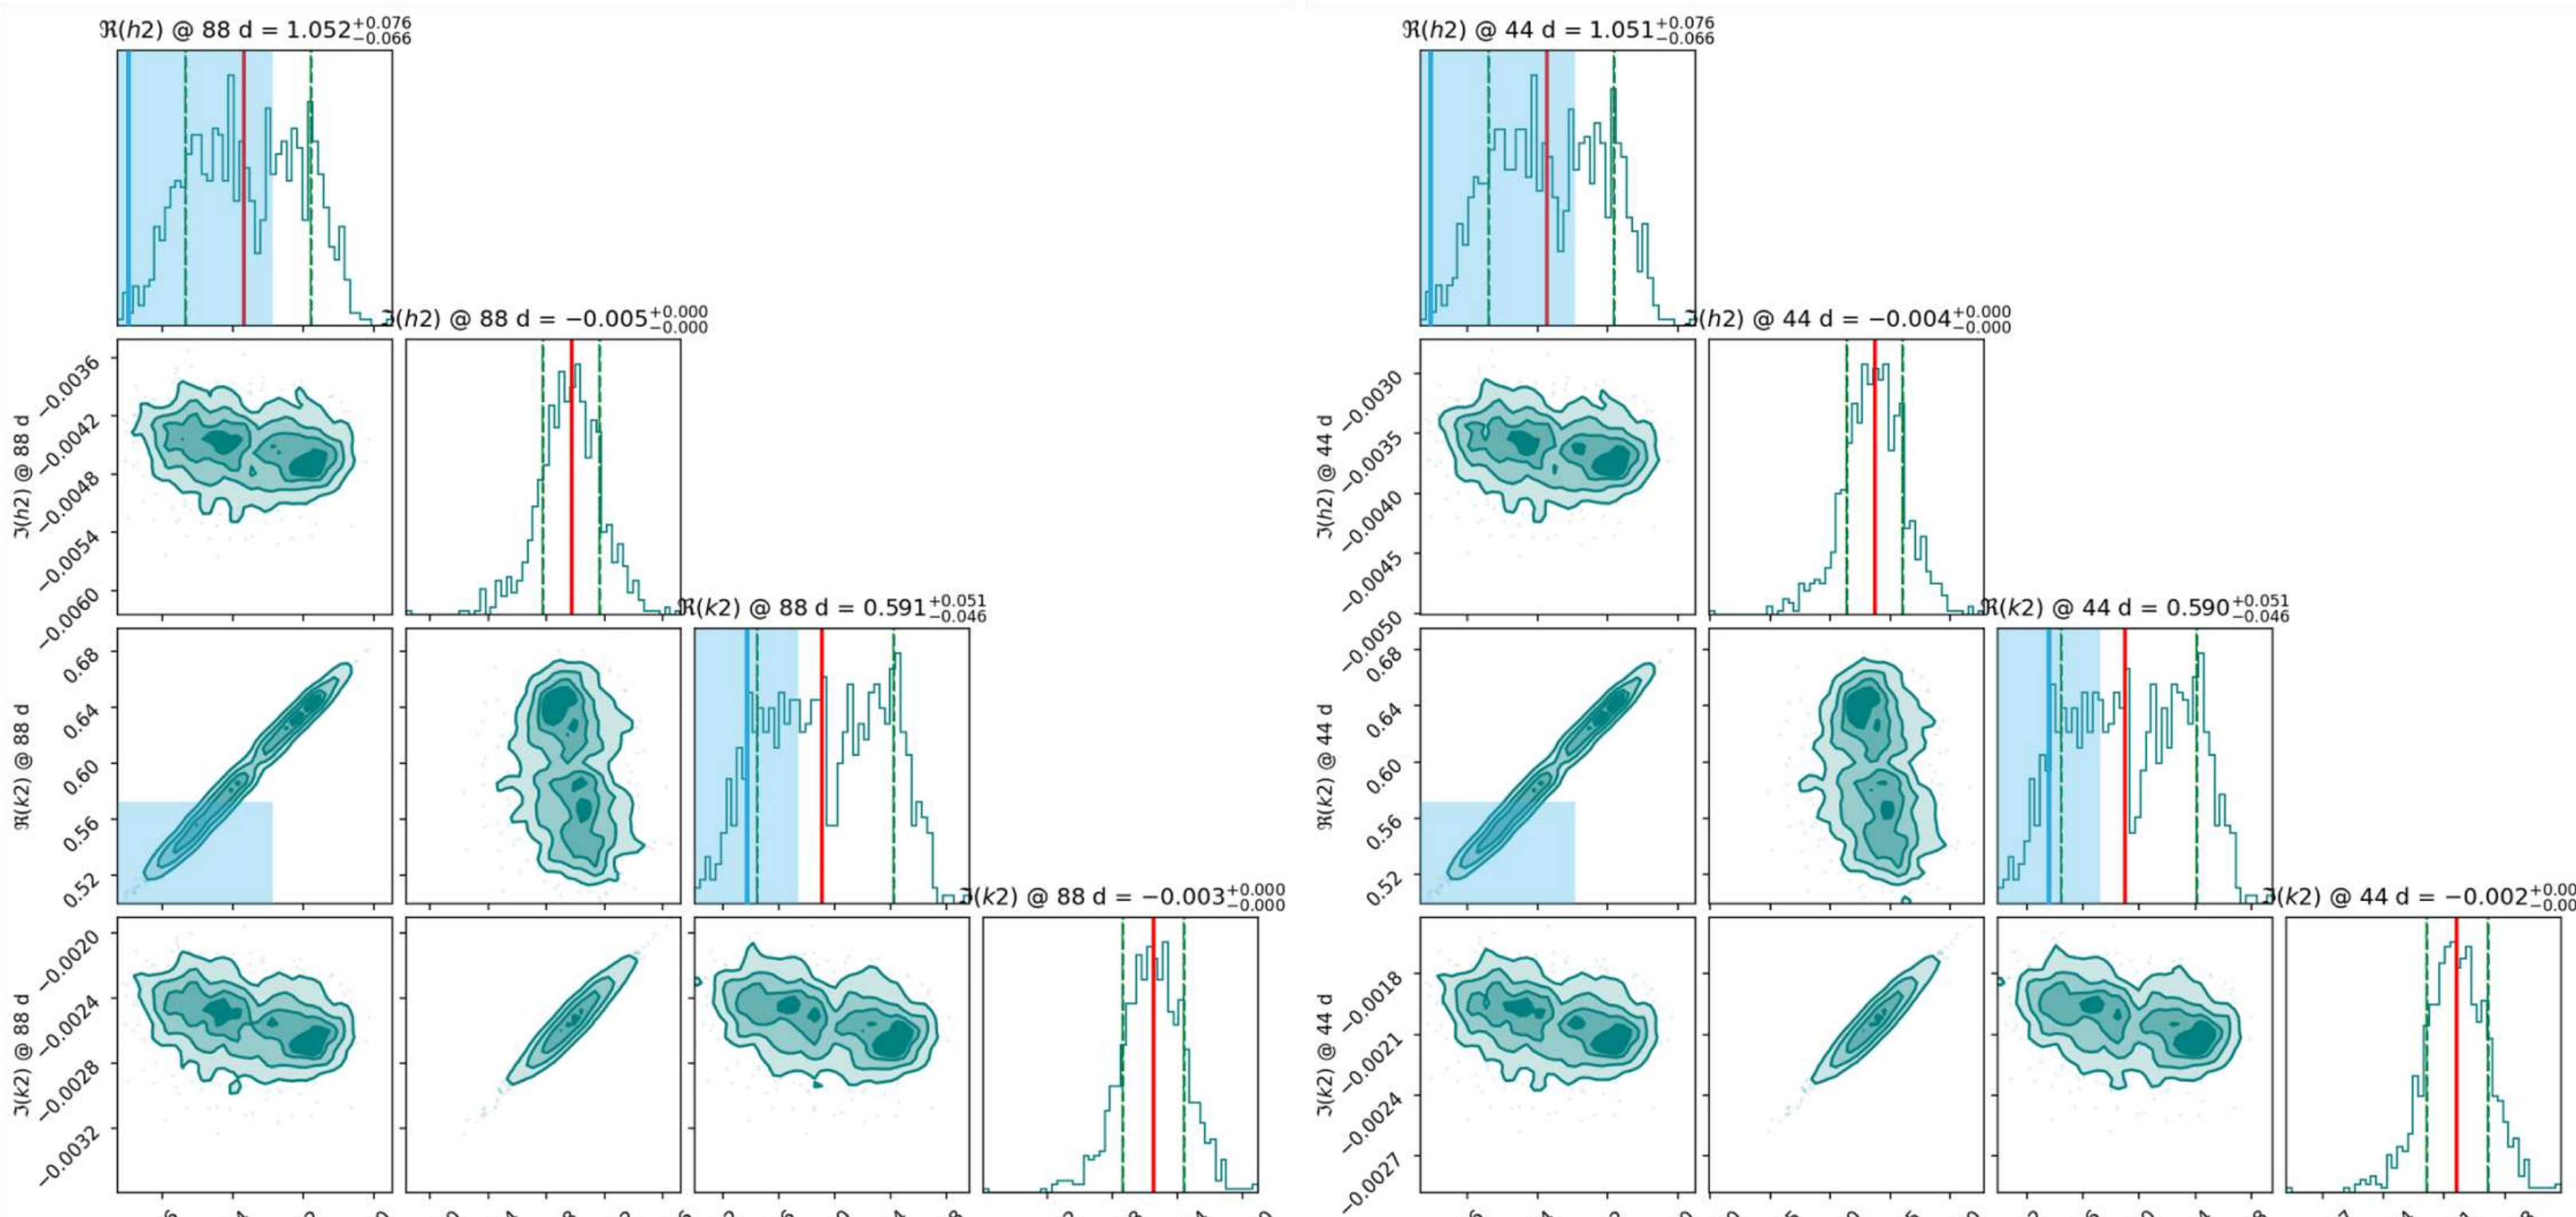 ℜ(h2) @ 88 d = 1.052 +0.076 −0.066
ℑ(h2) @ 88 d = −0.005 +0.000 −0.000
ℜ(k2) @ 88 d = 0.591 +0.051 −0.046
ℑ(k2) @ 88 d = −0.003 +0.000 −0.000
ℑ(h2) @ 88 d
−0.0036
−0.0042
−0.0048
−0.0054
−0.0060
ℜ(k2) @ 88 d
0.68
0.64
0.60
0.56
0.52
ℑ(k2) @ 88 d
−0.0020
−0.0024
−0.0028
−0.0032
ℜ(h2) @ 44 d = 1.051 +0.076 −0.066
ℑ(h2) @ 44 d = −0.004 +0.000 −0.000
ℜ(k2) @ 44 d = 0.590 +0.051 −0.046
ℑ(k2) @ 44 d = −0.002
ℑ(h2) @ 44 d
−0.0030
−0.0035
−0.0040
−0.0045
−0.0050
ℜ(k2) @ 44 d
0.68
0.64
0.60
0.56
0.52
ℑ(k2) @ 44 d
−0.0018
−0.0021
−0.0024
−0.0027